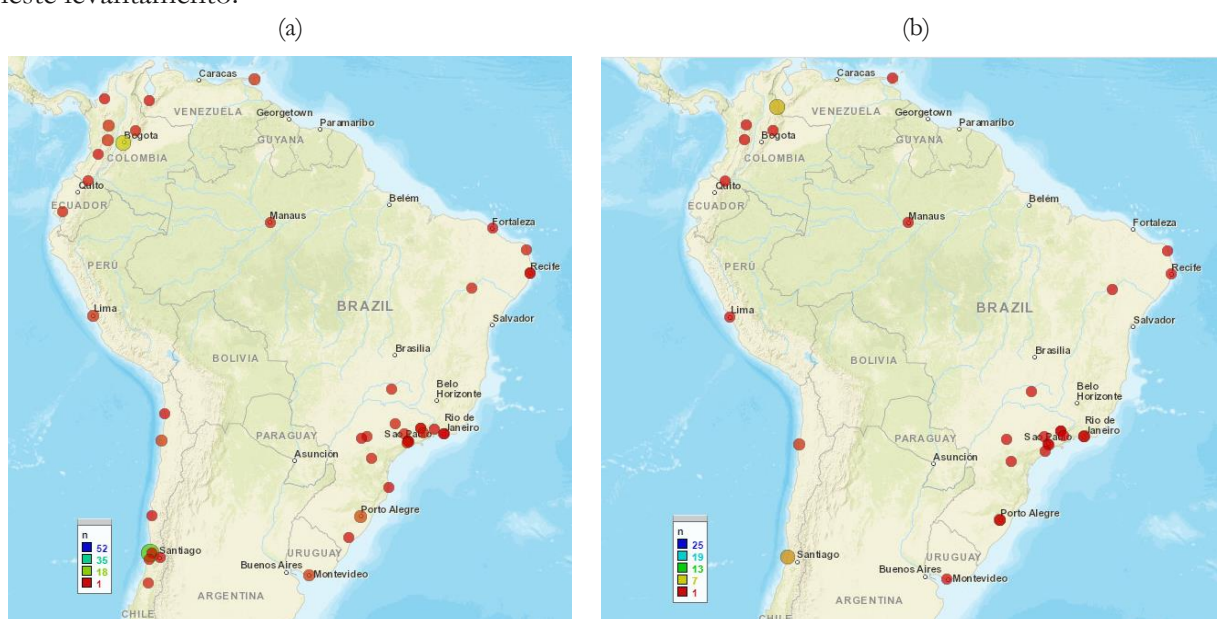 neste levantamento.
(a)
(b)
Caracas
VENEZUELA
Georgetown
Paramaribo
GUYANA
Bogota
COLOMBIA
Quito
ECUADOR
Manaus
Belém
Fortaleza
PERÚ
Recife
Lima
BRAZIL
Salvador
BOLIVIA
Brasilia
Belo
Horizonte
Rio de
Janeiro
Sao Paulo
PARAGUAY
Asunción
Porto Alegre
Santiago
URUGUAY
Buenos Aires
Montevideo
ARGENTINA
CHILE
n
52
35
18
1
Caracas
VENEZUELA
Georgetown
Paramaribo
GUYANA
Bogota
COLOMBIA
Quito
ECUADOR
Manaus
Belém
Fortaleza
PERÚ
Recife
Lima
BRAZIL
Salvador
BOLIVIA
Brasilia
Belo
Horizonte
Rio de
Janeiro
Sao Paulo
PARAGUAY
Asunción
Porto Alegre
Santiago
URUGUAY
Buenos Aires
Montevideo
ARGENTINA
CHILE
n
25
19
13
7
1